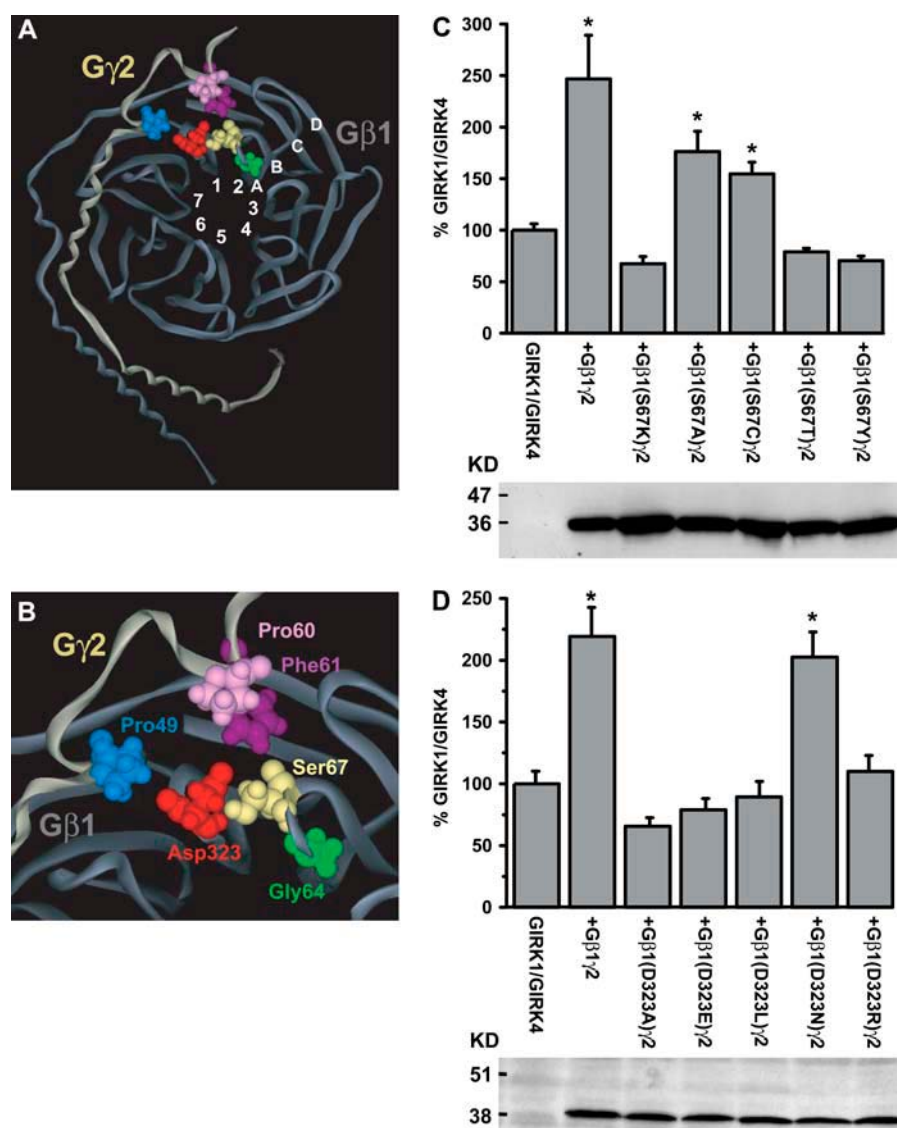 A
Gγ2
Gβ1
D
C
B
A
1
2
3
4
5
6
7
B
Gγ2
Pro60
Phe61
Pro49
Ser67
Gβ1
Asp323
Gly64
C
% GIRK1/GIRK4
300
250
200
150
100
50
0
*
*
*
GIRK1/GIRK4
+Gβ1γ2
+Gβ1(S67K)γ2
+Gβ1(S67A)γ2
+Gβ1(S67C)γ2
+Gβ1(S67T)γ2
+Gβ1(S67Y)γ2
KD
47
36
D
% GIRK1/GIRK4
250
200
150
100
50
0
*
*
GIRK1/GIRK4
+Gβ1γ2
+Gβ1(D323A)γ2
+Gβ1(D323E)γ2
+Gβ1(D323L)γ2
+Gβ1(D323N)γ2
+Gβ1(D323R)γ2
KD
51
38